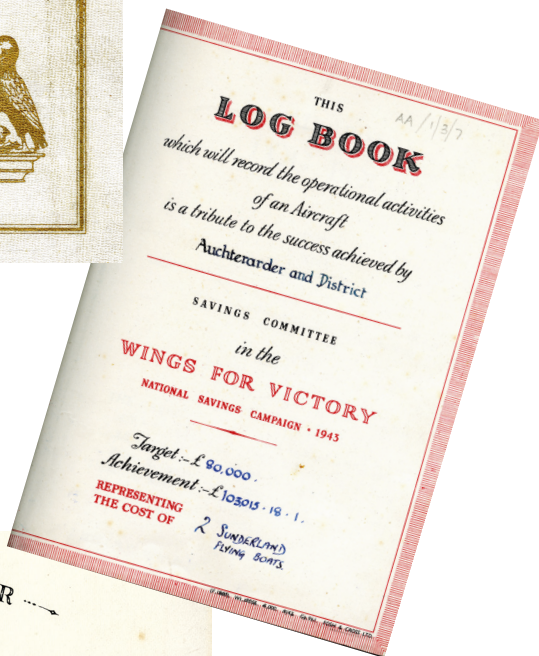 THIS
AA/1/3/7
LOG BOOK
which will record the operational activities
of an Aircraft
is a tribute to the success achieved by
Auchterarder and District
SAVINGS COMMITTEE
in the
WINGS FOR VICTORY
NATIONAL SAVINGS CAMPAIGN · 1943
Target:-£ 80,000.
Achievement:-£103015·18·1.
REPRESENTING
THE COST OF
2 SUNDERLAND
FLYING BOATS.
R